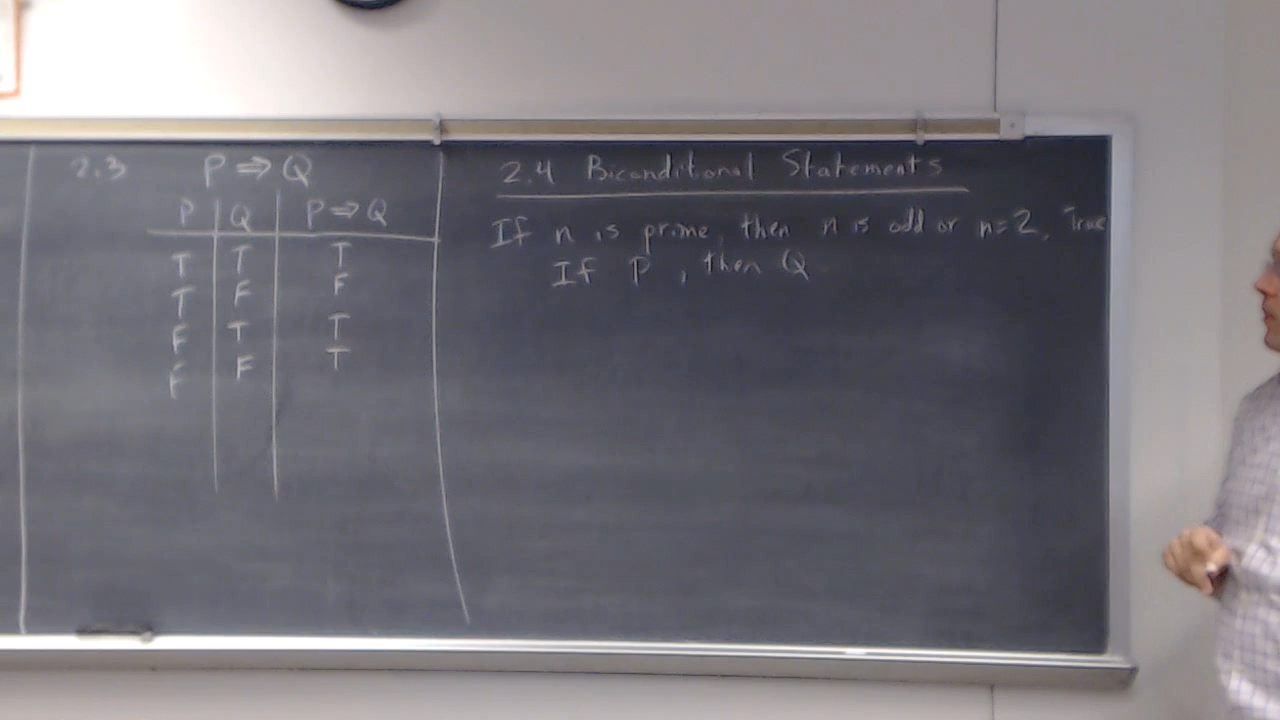 2.3 P ⇒ Q
P Q P ⇒ Q
T T T
T F F
F T T
F F T
2.4 Biconditional Statements
If n is prime, then n is odd or n=2, True
If P , then Q